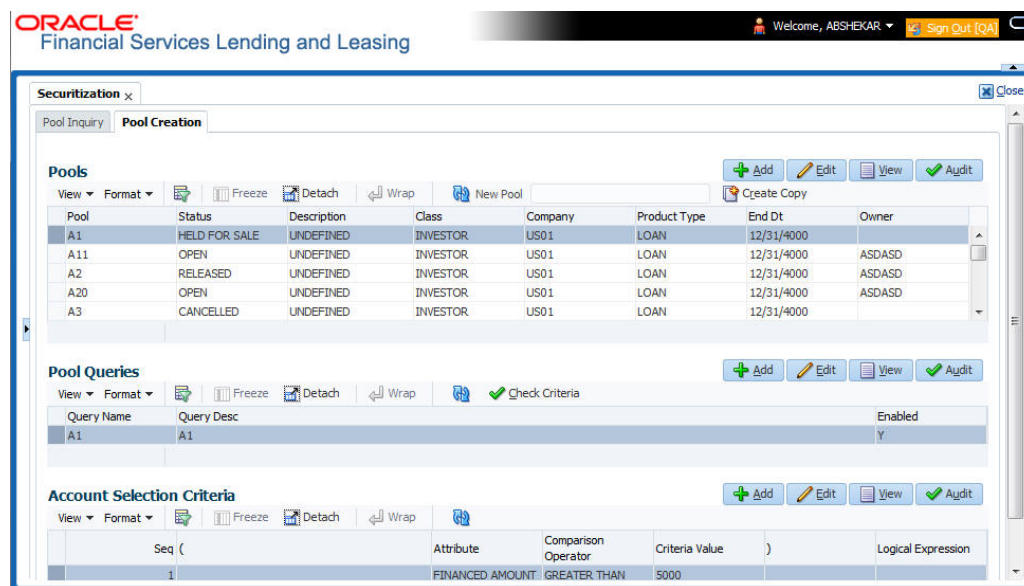 ORACLE®
Financial Services Lending and Leasing
Welcome, ABSHEKAR
Sign Out [QA]
Securitization x
Close
Pool Inquiry Pool Creation
Pools
Add Edit View Audit
View Format Freeze Detach Wrap New Pool Create Copy
Pool Status Description Class Company Product Type End Dt Owner
A1 HELD FOR SALE UNDEFINED INVESTOR US01 LOAN 12/31/4000
A11 OPEN UNDEFINED INVESTOR US01 LOAN 12/31/4000 ASDASD
A2 RELEASED UNDEFINED INVESTOR US01 LOAN 12/31/4000 ASDASD
A20 OPEN UNDEFINED INVESTOR US01 LOAN 12/31/4000 ASDASD
A3 CANCELLED UNDEFINED INVESTOR US01 LOAN 12/31/4000
Pool Queries
Add Edit View Audit
View Format Freeze Detach Wrap Check Criteria
Query Name Query Desc Enabled
A1 A1 Y
Account Selection Criteria
Add Edit View Audit
View Format Freeze Detach Wrap
Seq ( Attribute Comparison Operator Criteria Value ) Logical Expression
1 FINANCED AMOUNT GREATER THAN 5000